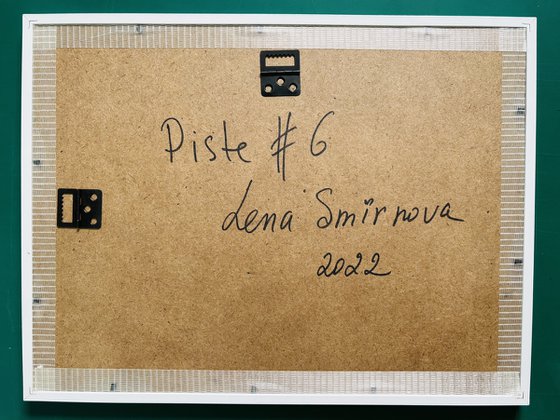 Piste # 6
Lena Smirnova
2022